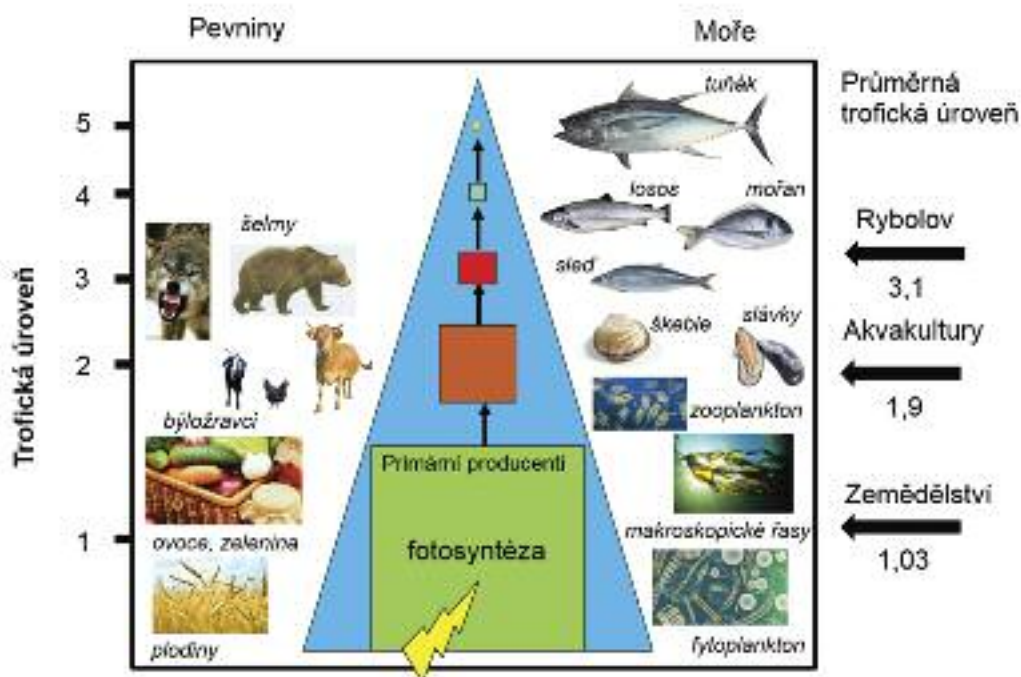 Pevniny
Moře
Průměrná
trofická úroveň
Trofická úroveň
5
4
3
2
1
tuňák
losos
mořan
sleď
šelmy
škeble
slávky
zooplankton
býložravci
Primární producenti
fotosyntéza
ovoce, zelenina
makroskopické řasy
plodiny
fytoplankton
Rybolov
3,1
Akvakultury
1,9
Zemědělství
1,03